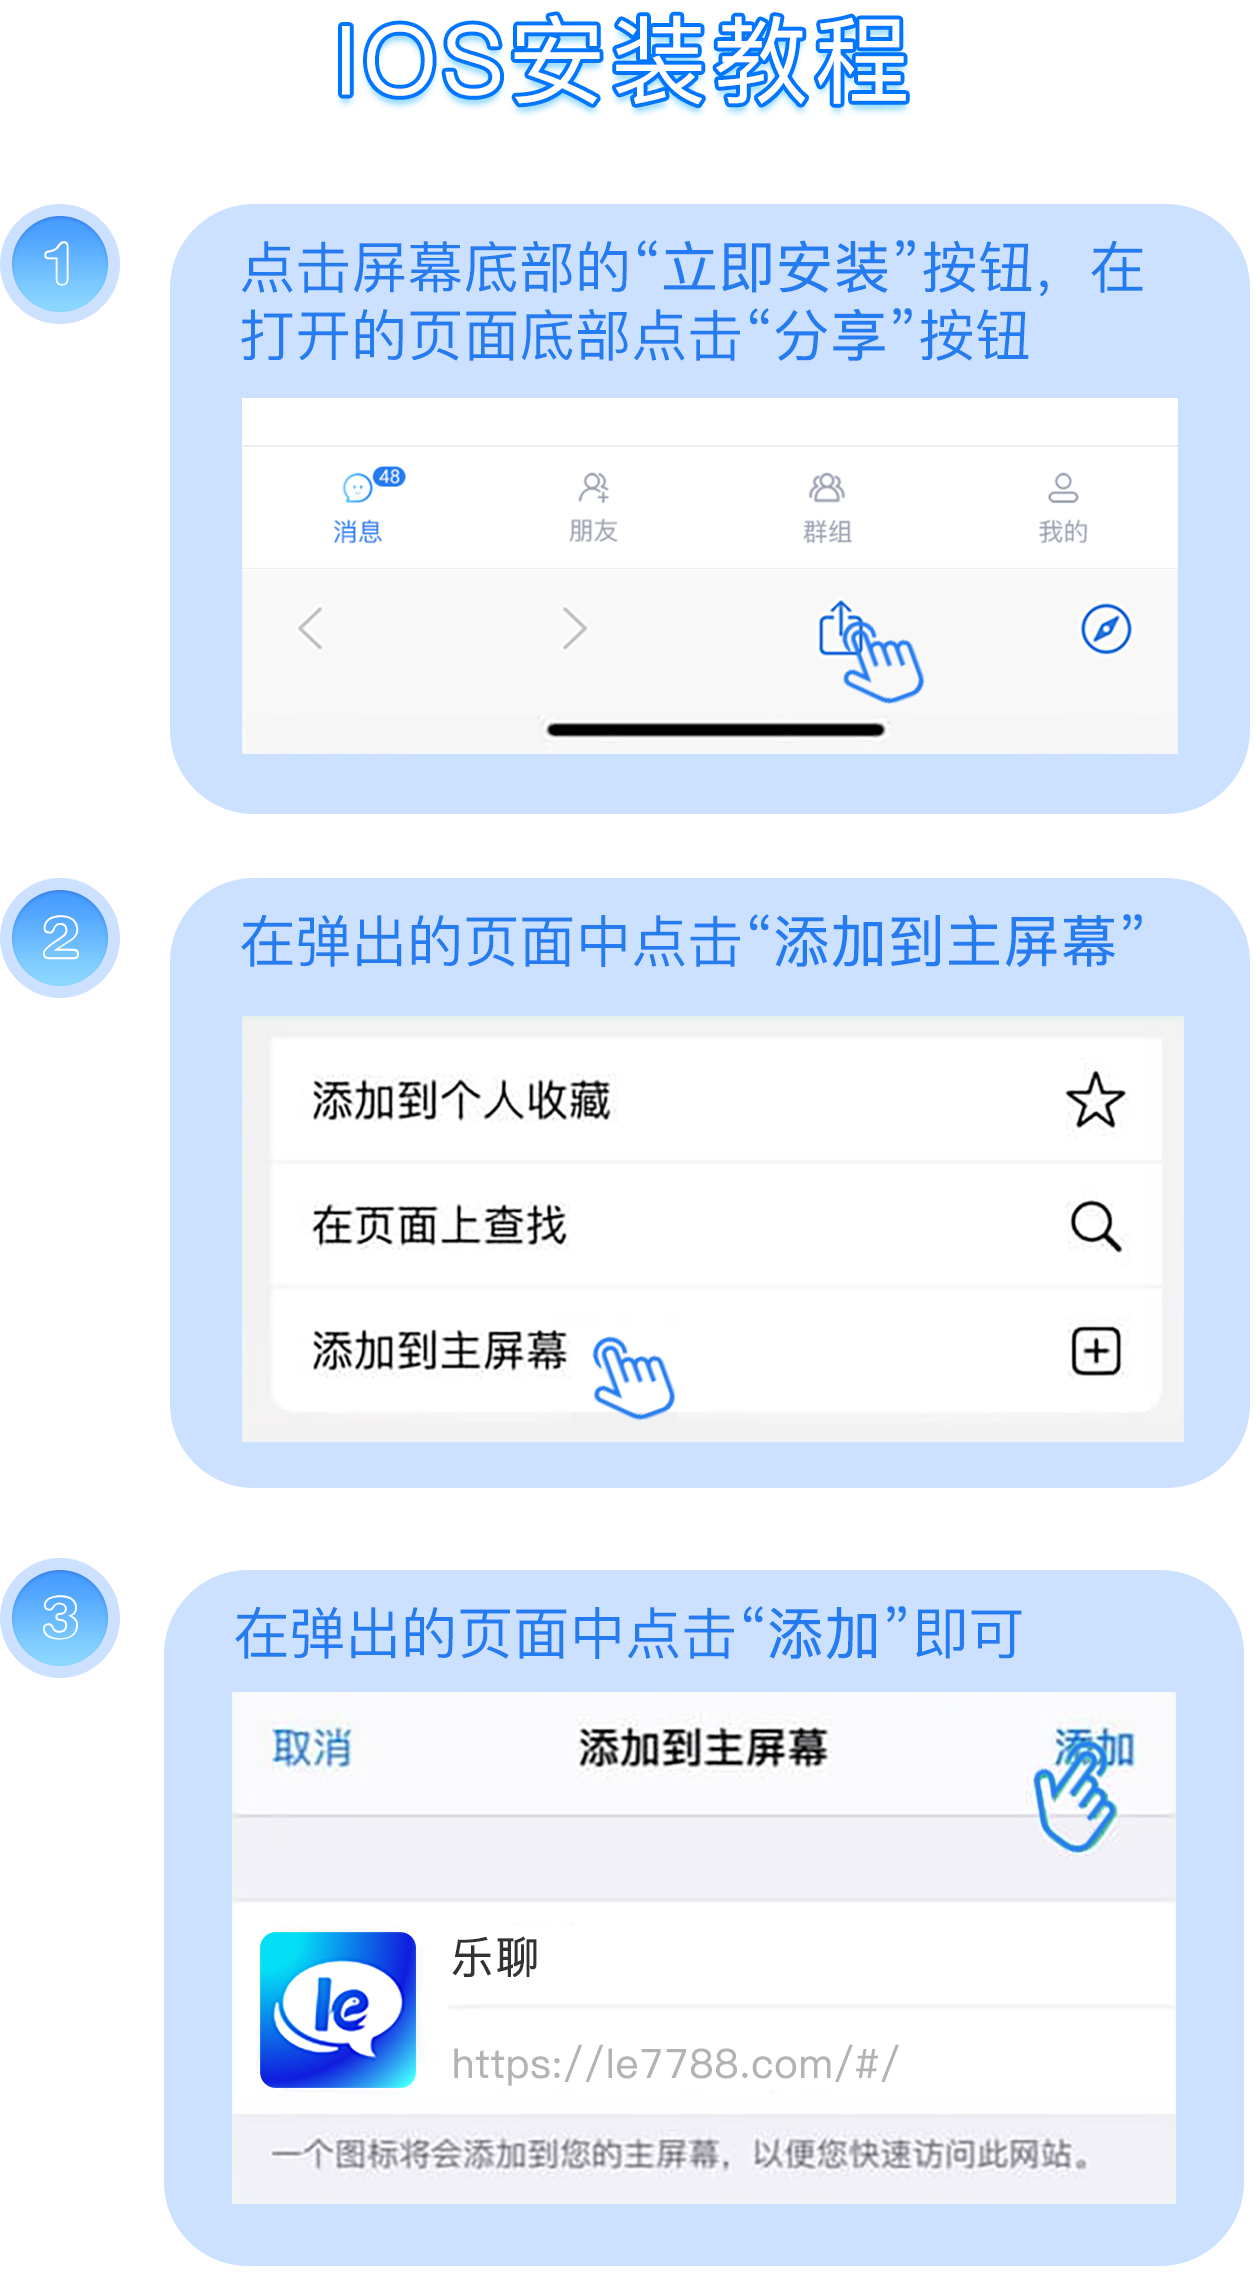 IOS安装教程
1
点击屏幕底部的“立即安装”按钮，在
打开的页面底部点击“分享”按钮
48
消息 朋友 群组 我的
2
在弹出的页面中点击“添加到主屏幕”
添加到个人收藏
在页面上查找
添加到主屏幕
3
在弹出的页面中点击“添加”即可
取消 添加到主屏幕 添加
le
乐聊
https://le7788.com/#/
一个图标将会添加到您的主屏幕，以便您快速访问此网站。